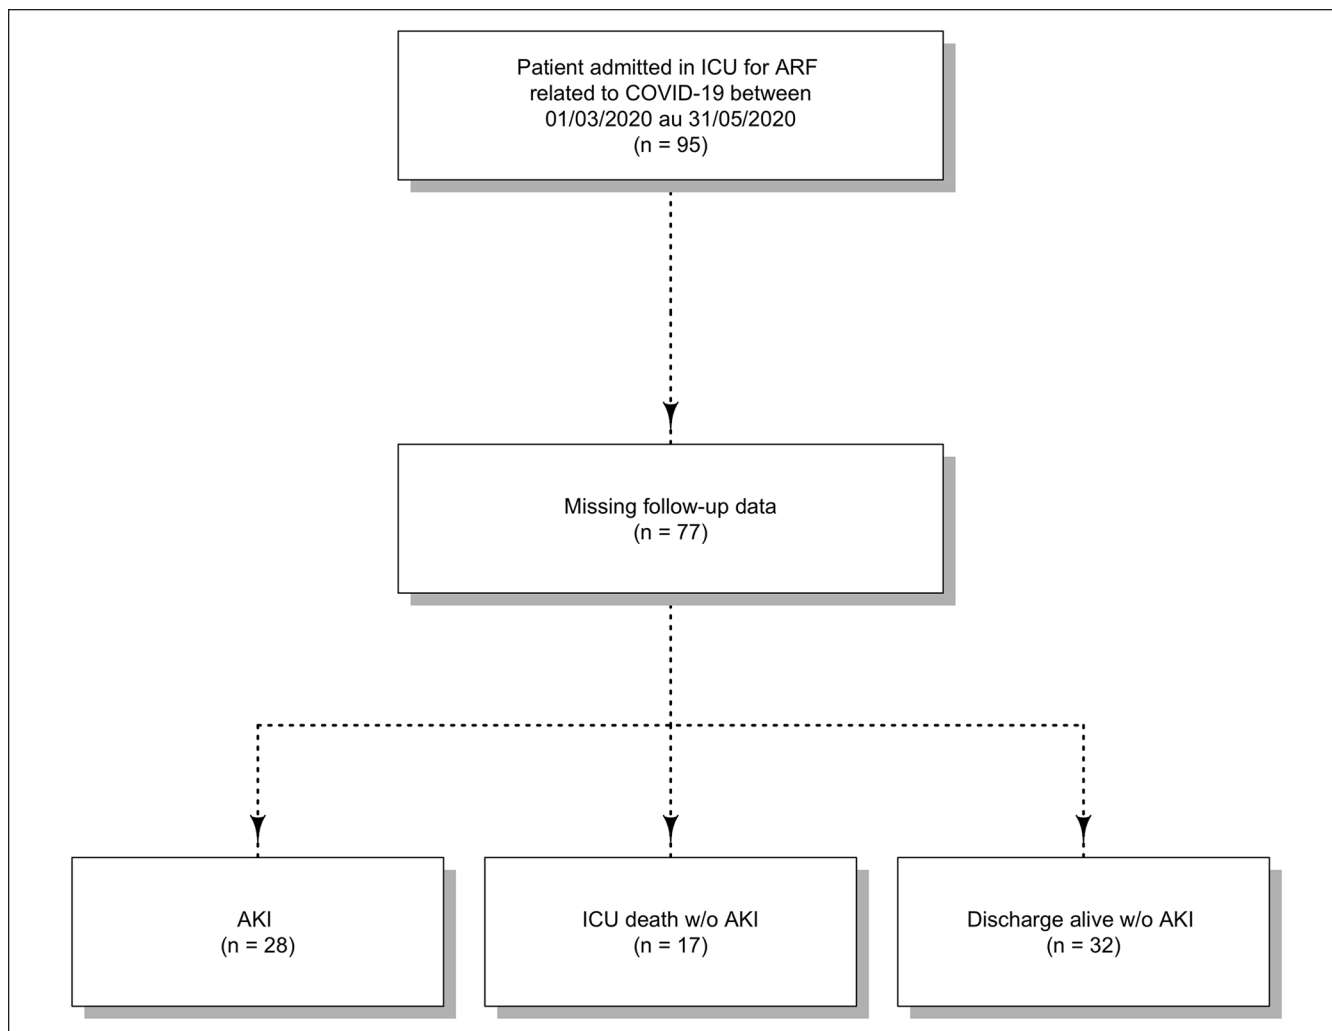 Patient admitted in ICU for ARF
related to COVID-19 between
01/03/2020 au 31/05/2020
(n = 95)
Missing follow-up data
(n = 77)
AKI
(n = 28)
ICU death w/o AKI
(n = 17)
Discharge alive w/o AKI
(n = 32)